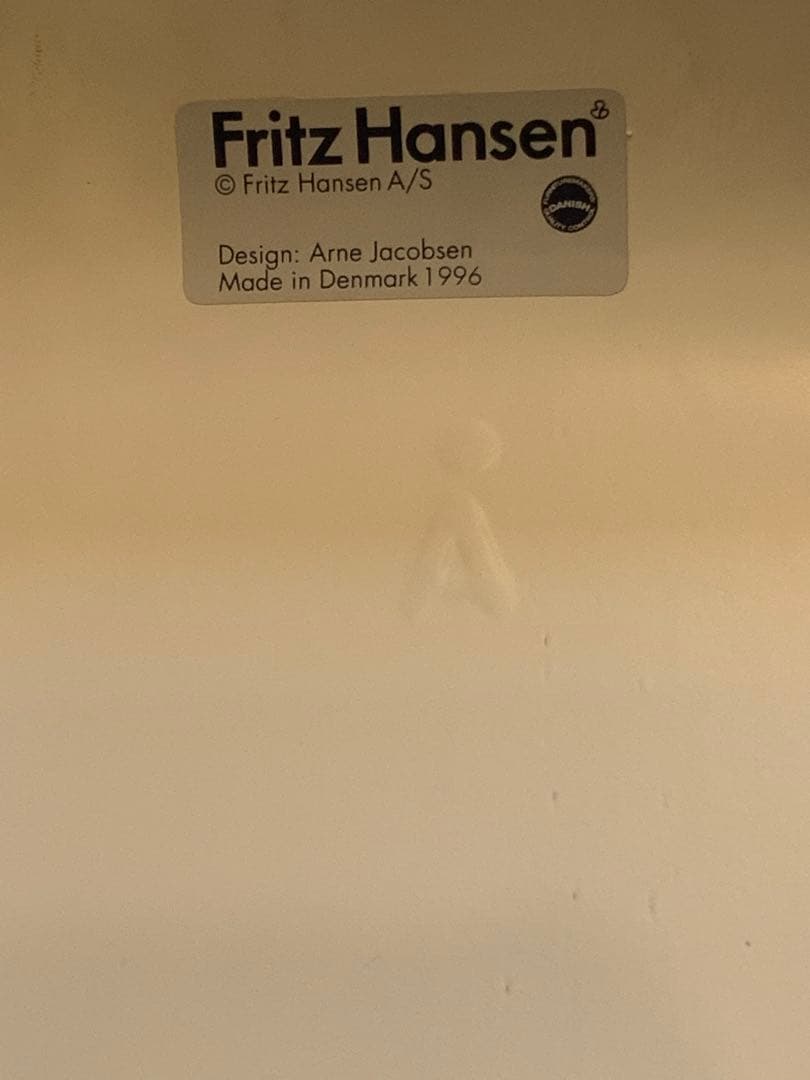 Fritz Hansen
© Fritz Hansen A/S
DANISH
Design: Arne Jacobsen
Made in Denmark 1996